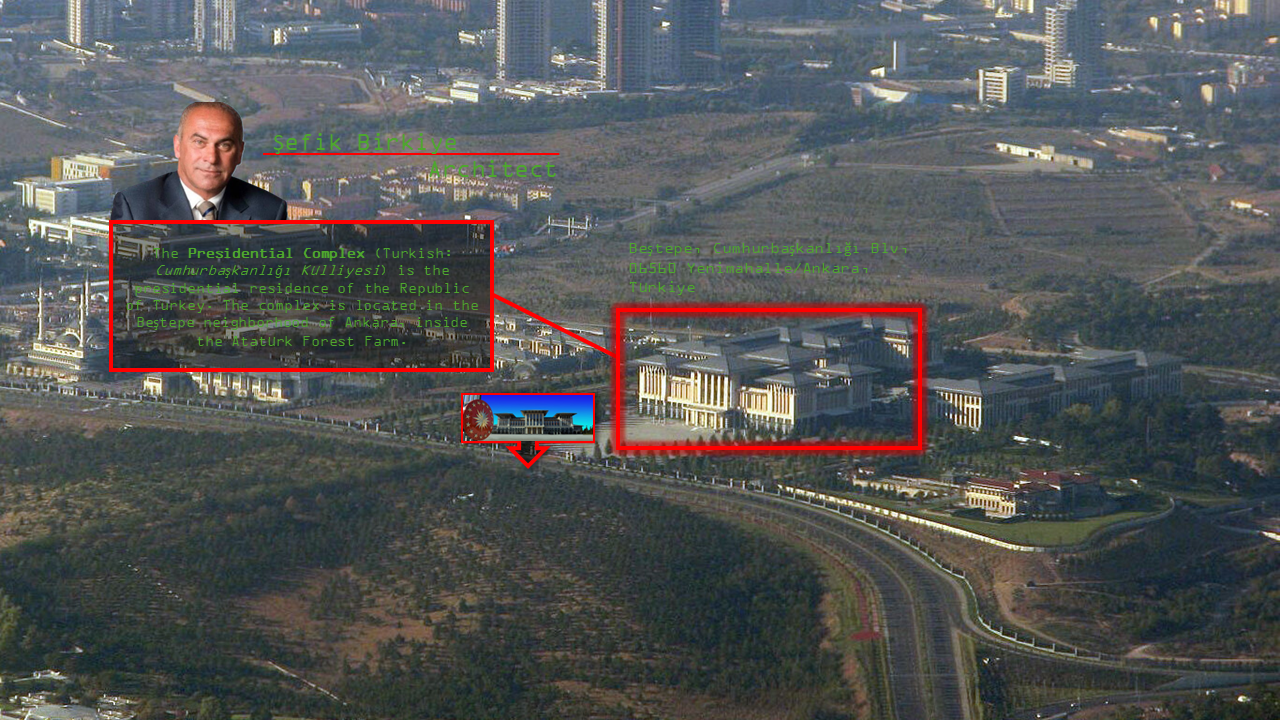 Şefik Birkiye
Architect
The Presidential Complex (Turkish:
Cumhurbaşkanlığı Külliyesi) is the
presidential residence of the Republic
of Turkey. The complex is located in the
Beştepe neighborhood of Ankara, inside
the Atatürk Forest Farm.
Beştepe, Cumhurbaşkanlığı Blv,
06560 Yenimahalle/Ankara,
Türkiye